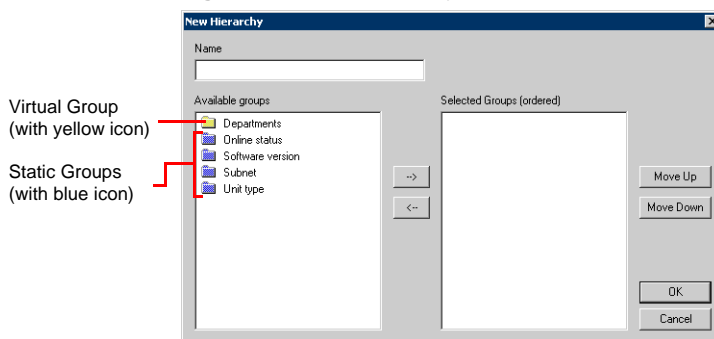 New Hierarchy
Name
Available groups
Selected Groups (ordered)
Virtual Group
(with yellow icon)
Static Groups
(with blue icon)
Departments
Online status
Software version
Subnet
Unit type
-->
<--
Move Up
Move Down
OK
Cancel